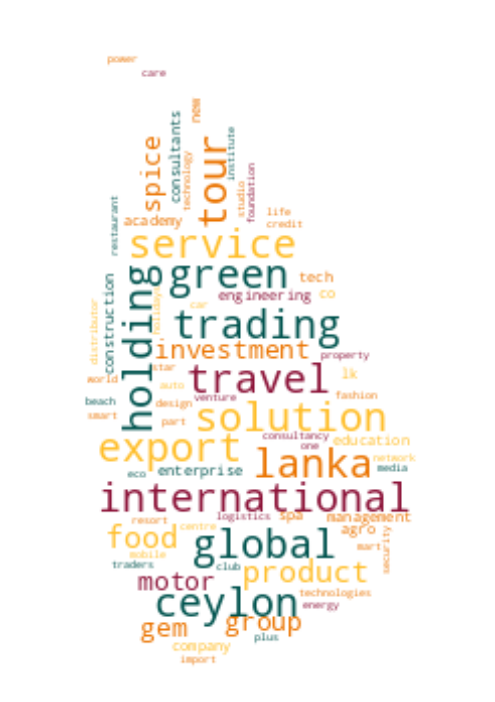 power
care
new
consultants
spice
tour
institute
technology
studio
foundation
restaurant
academy
life
credit
service
holding
green
tech
construction
distributor
holidays
engineering
co
car
trading
investment
property
star
travel
lk
world
auto
beach
design
venture
fashion
smart
part
solution
consultancy
education
export
one
lanka
network
media
eco
enterprise
international
resort
logistics
spa
management
centre
agro
food
global
mart
security
mobile
traders
club
product
motor
technologies
ceylon
energy
gem
group
plus
company
import